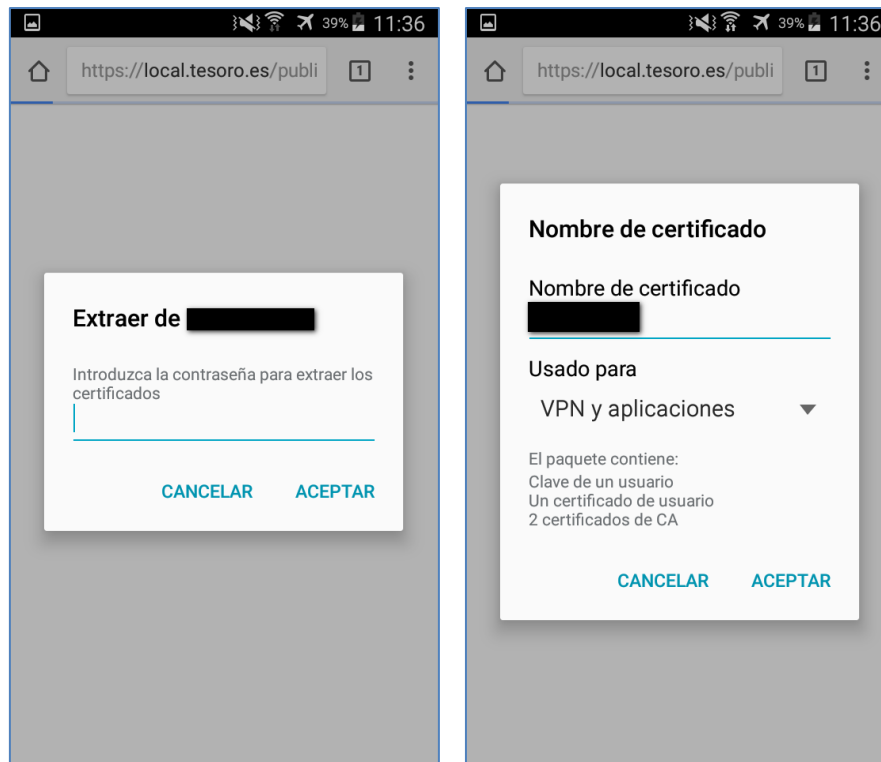 39% 11:36
https://local.tesoro.es/publi 1
Extraer de
Introduzca la contraseña para extraer los
certificados
CANCELAR ACEPTAR
39% 11:36
https://local.tesoro.es/publi 1
Nombre de certificado
Nombre de certificado
Usado para
VPN y aplicaciones
El paquete contiene:
Clave de un usuario
Un certificado de usuario
2 certificados de CA
CANCELAR ACEPTAR